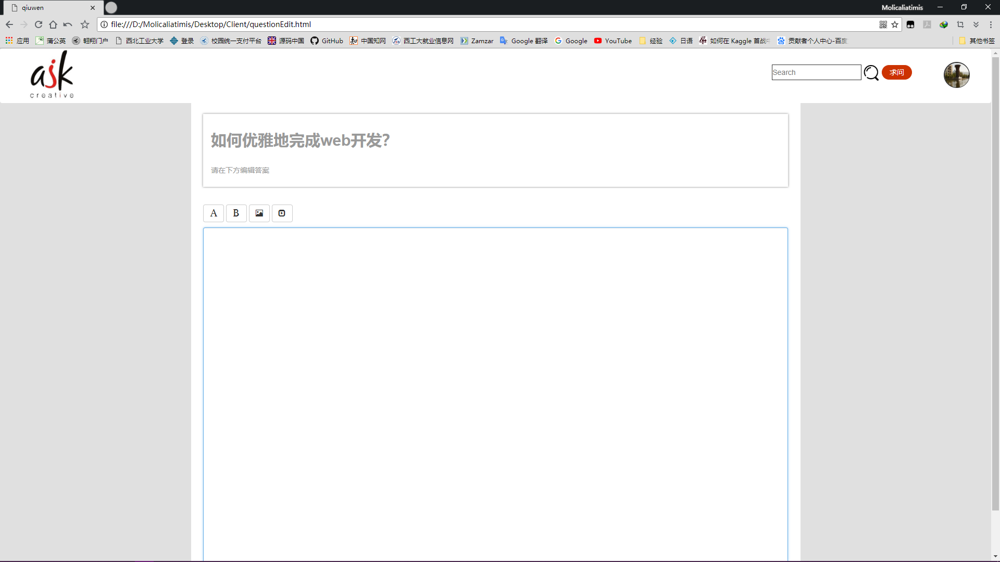 qiuwen
Molicaliatimis
file:///D:/Molicaliatimis/Desktop/Client/questionEdit.html
应用 蒲公英 翱翔门户 西北工业大学 登录 校园统一支付平台 源码中国 GitHub 中国知网 西工大就业信息网 Zamzar Google 翻译 Google YouTube 经验 日语 如何在 Kaggle 首战中 贡献者个人中心-百度 其他书签
ask
creative
Search
求问
如何优雅地完成web开发?
请在下方编辑答案
A B